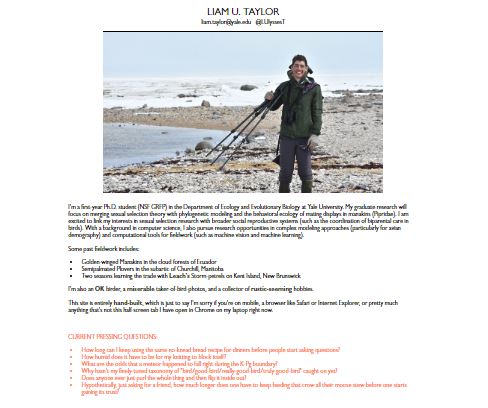 LIAM U. TAYLOR
liam.taylor@yale.edu @LUlyssesT
I'm a first-year Ph.D. student (NSF GRFP) in the Department of Ecology and Evolutionary Biology at Yale University. My graduate research will
focus on merging sexual selection theory with phylogenetic modeling and the behavioral ecology of mating displays in manakins (Pipridae). I am
excited to link my interests in sexual selection research with broader social reproductive systems (such as the coordination of biparental care in
birds). With a background in computer science, I also pursue research opportunities in complex modeling approaches (particularly for avian
demography) and computational tools for fieldwork (such as machine vision and machine learning).
Some past fieldwork includes:
• Golden-winged Manakins in the cloud forests of Ecuador
• Semipalmated Plovers in the subarctic of Churchill, Manitoba
• Two seasons learning the trade with Leach's Storm-petrels on Kent Island, New Brunswick
I'm also an OK birder, a miserable taker-of-bird-photos, and a collector of rustic-seeming hobbies.
This site is entirely hand-built, which is just to say I'm sorry if you're on mobile, a browser like Safari or Internet Explorer, or pretty much
anything that's not this half-screen tab I have open in Chrome on my laptop right now.
CURRENT PRESSING QUESTIONS:
• How long can I keep using the same no-knead bread recipe for dinners before people start asking questions?
• How humid does it have to be for my knitting to block itself?
• What are the odds that a meteor happened to fall right during the K-Pg boundary?
• Why hasn't my finely-tuned taxonomy of "bird/good-bird/really-good-bird/truly-good-bird" caught on yet?
• Does anyone ever just purl the whole thing and then flip it inside out?
• Hypothetically, just asking for a friend, how much longer does one have to keep feeding that crow all their moose stew before one starts
gaining its trust?